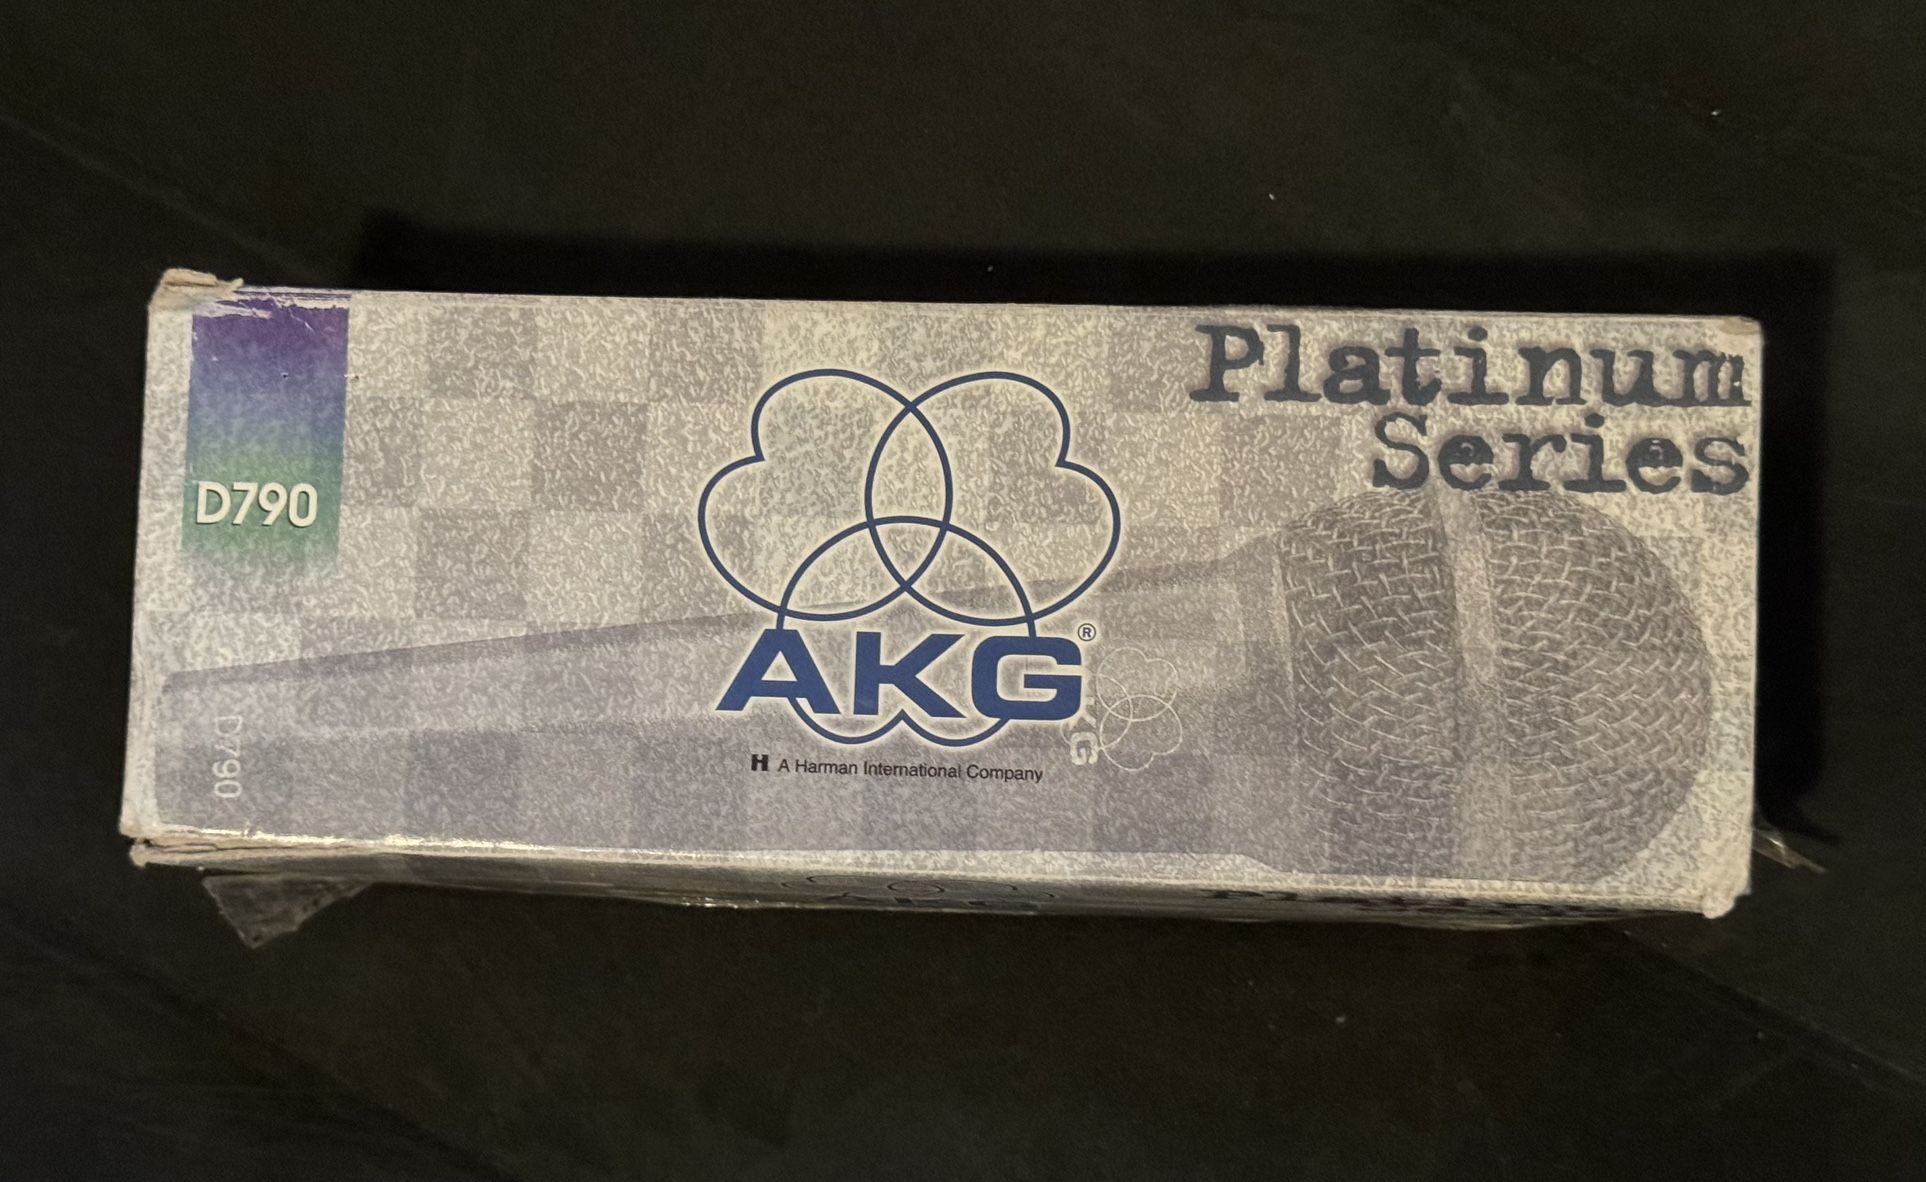 Platinum
Series
D790
AKG®
H A Harman International Company
D790